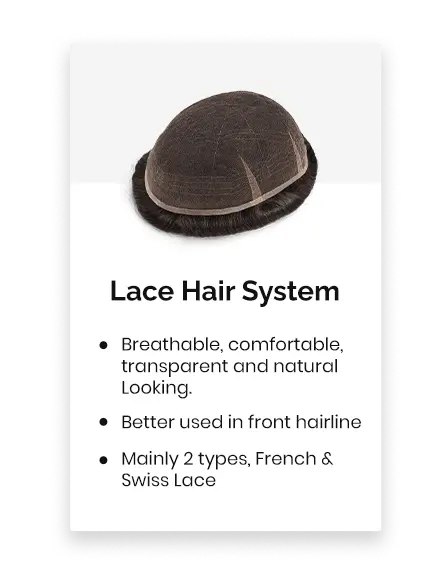 Lace Hair System
● Breathable, comfortable,
transparent and natural
Looking.
● Better used in front hairline
● Mainly 2 types, French &
Swiss Lace